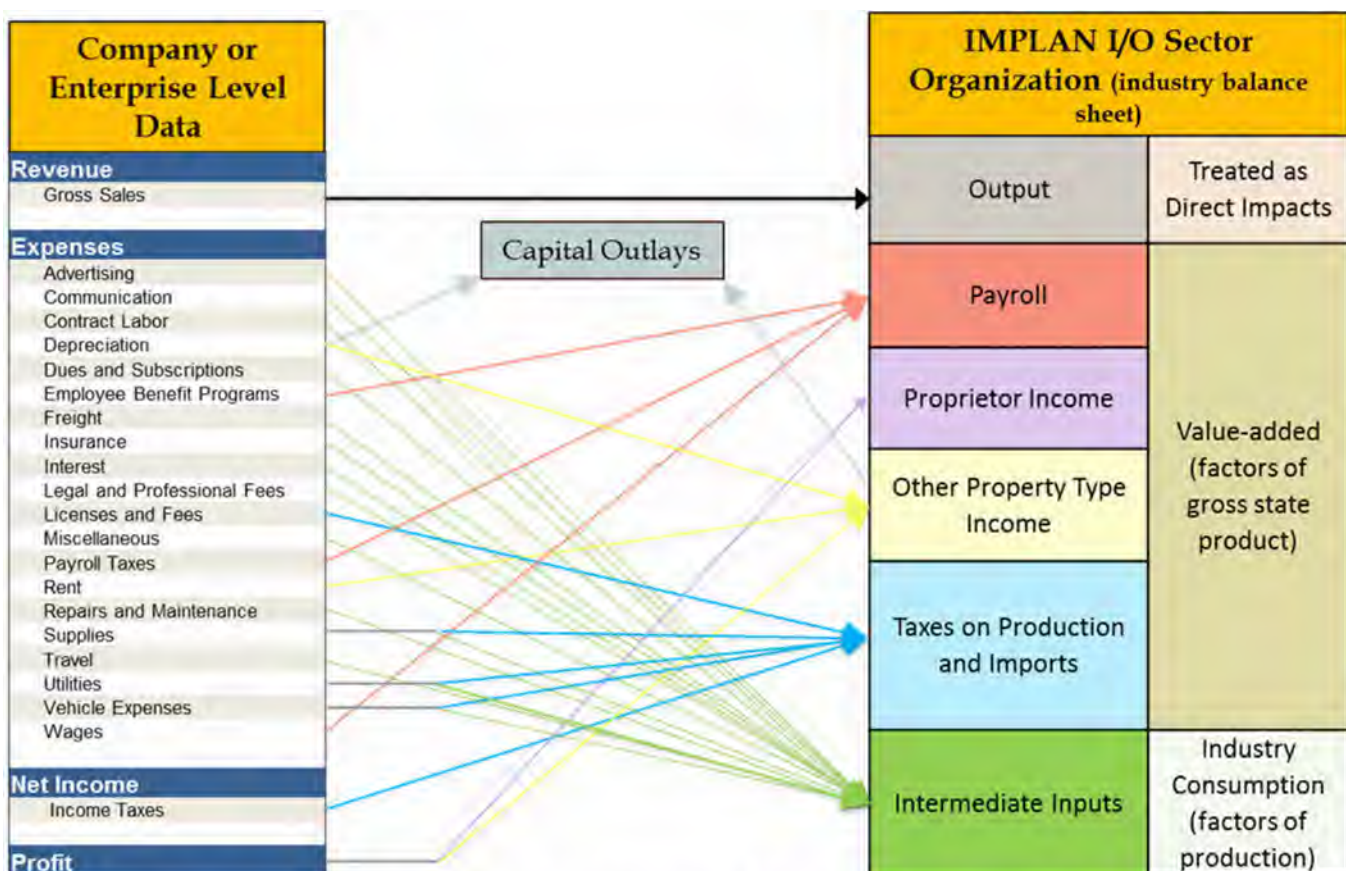 Company or
Enterprise Level
Data
Revenue
Gross Sales
Expenses
Advertising
Communication
Contract Labor
Depreciation
Dues and Subscriptions
Employee Benefit Programs
Freight
Insurance
Interest
Legal and Professional Fees
Licenses and Fees
Miscellaneous
Payroll Taxes
Rent
Repairs and Maintenance
Supplies
Travel
Utilities
Vehicle Expenses
Wages
Net Income
Income Taxes
Profit
Capital Outlays
IMPLAN I/O Sector
Organization (industry balance
sheet)
Output
Treated as
Direct Impacts
Payroll
Proprietor Income
Other Property Type
Income
Taxes on Production
and Imports
Value-added
(factors of
gross state
product)
Intermediate Inputs
Industry
Consumption
(factors of
production)